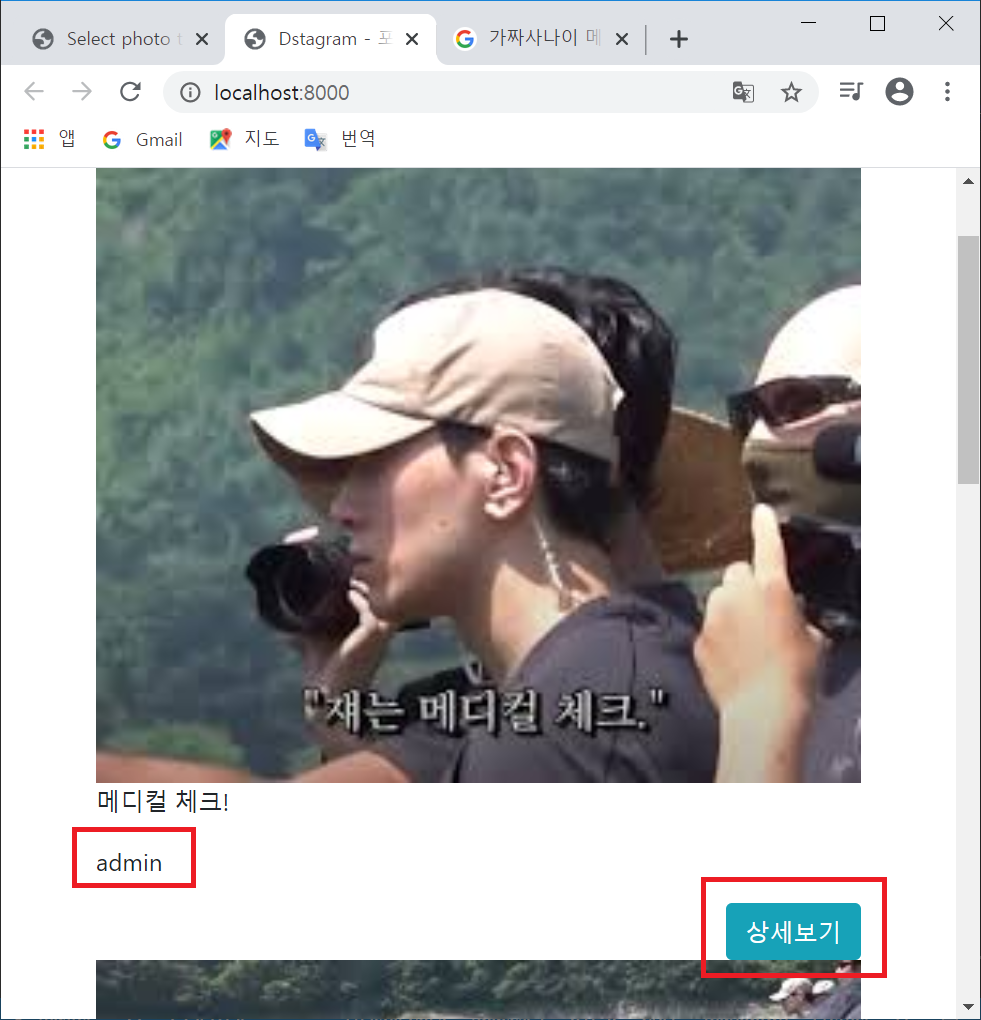 Select photo t
Dstagram - 포
가짜사나이 메
localhost:8000
앱 Gmail 지도 번역
"쟤는 메디컬 체크."
메디컬 체크!
admin
상세보기